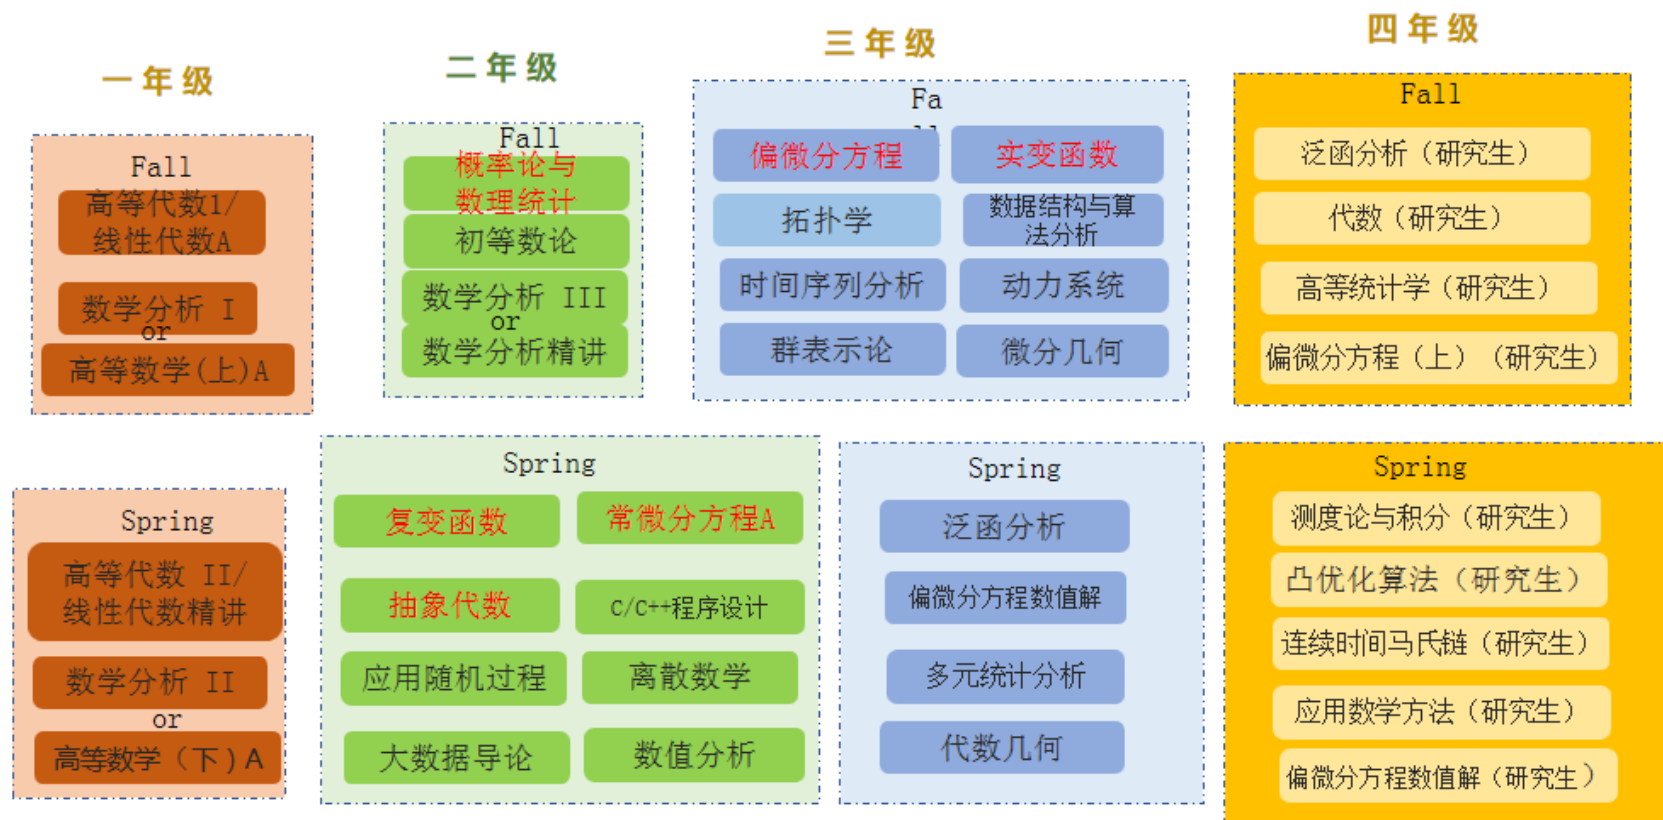 一年级
Fall
高等代数1/
线性代数A
数学分析 I
or
高等数学(上)A
Spring
高等代数 II/
线性代数精讲
数学分析 II
or
高等数学（下)A
二年级
Fall
概率论与
数理统计
初等数论
数学分析 III
or
数学分析精讲
Spring
复变函数
常微分方程A
抽象代数
C/C++程序设计
应用随机过程
离散数学
大数据导论
数值分析
三年级
Fa
ll
偏微分方程
实变函数
拓扑学
数据结构与算
法分析
时间序列分析
动力系统
群表示论
微分几何
Spring
泛函分析
偏微分方程数值解
多元统计分析
代数几何
四年级
Fall
泛函分析（研究生）
代数（研究生）
高等统计学（研究生）
偏微分方程（上）（研究生）
Spring
测度论与积分（研究生）
凸优化算法（研究生）
连续时间马氏链（研究生）
应用数学方法（研究生）
偏微分方程数值解（研究生）